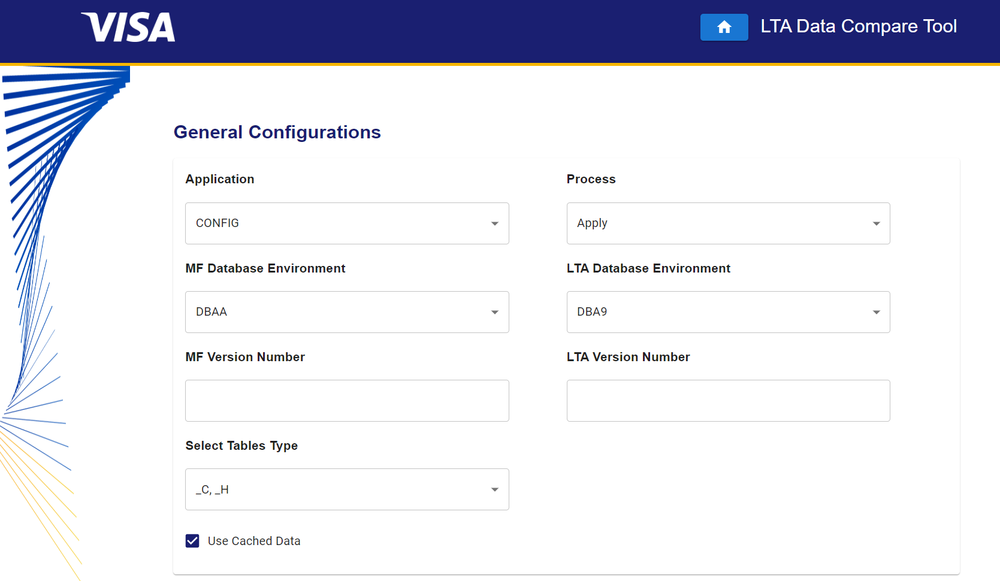 VISA
LTA Data Compare Tool
General Configurations
Application
Process
CONFIG
Apply
MF Database Environment
LTA Database Environment
DBAA
DBA9
MF Version Number
LTA Version Number
Select Tables Type
_C, _H
Use Cached Data